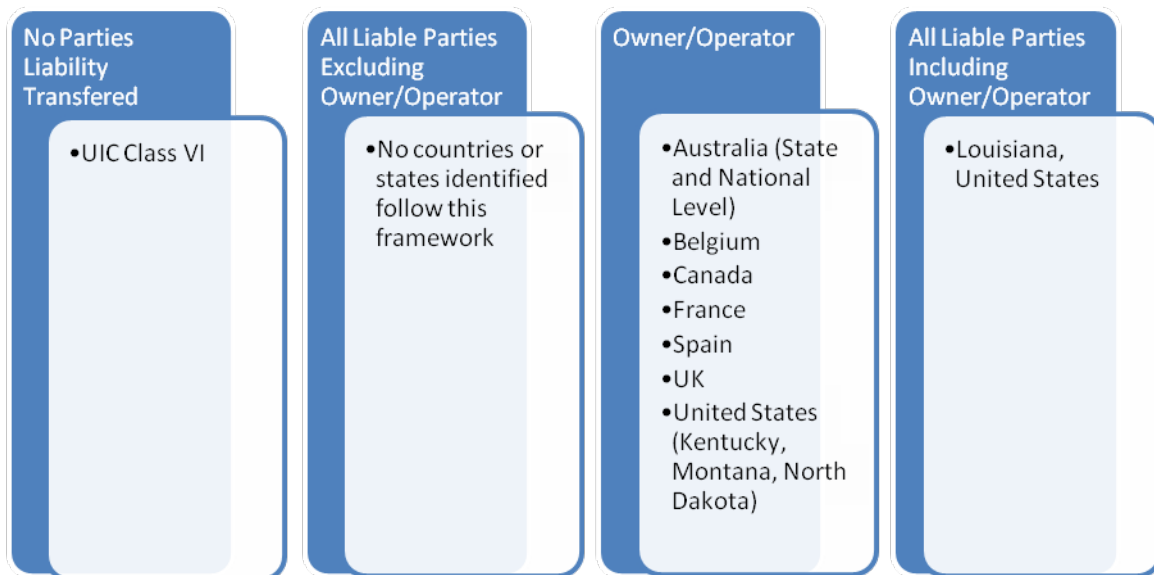 No Parties
Liability
Transfered
•UIC Class VI
All Liable Parties
Excluding
Owner/Operator
•No countries or
states identified
follow this
framework
Owner/Operator
•Australia (State
and National
Level)
•Belgium
•Canada
•France
•Spain
•UK
•United States
(Kentucky,
Montana, North
Dakota)
All Liable Parties
Including
Owner/Operator
•Louisiana,
United States